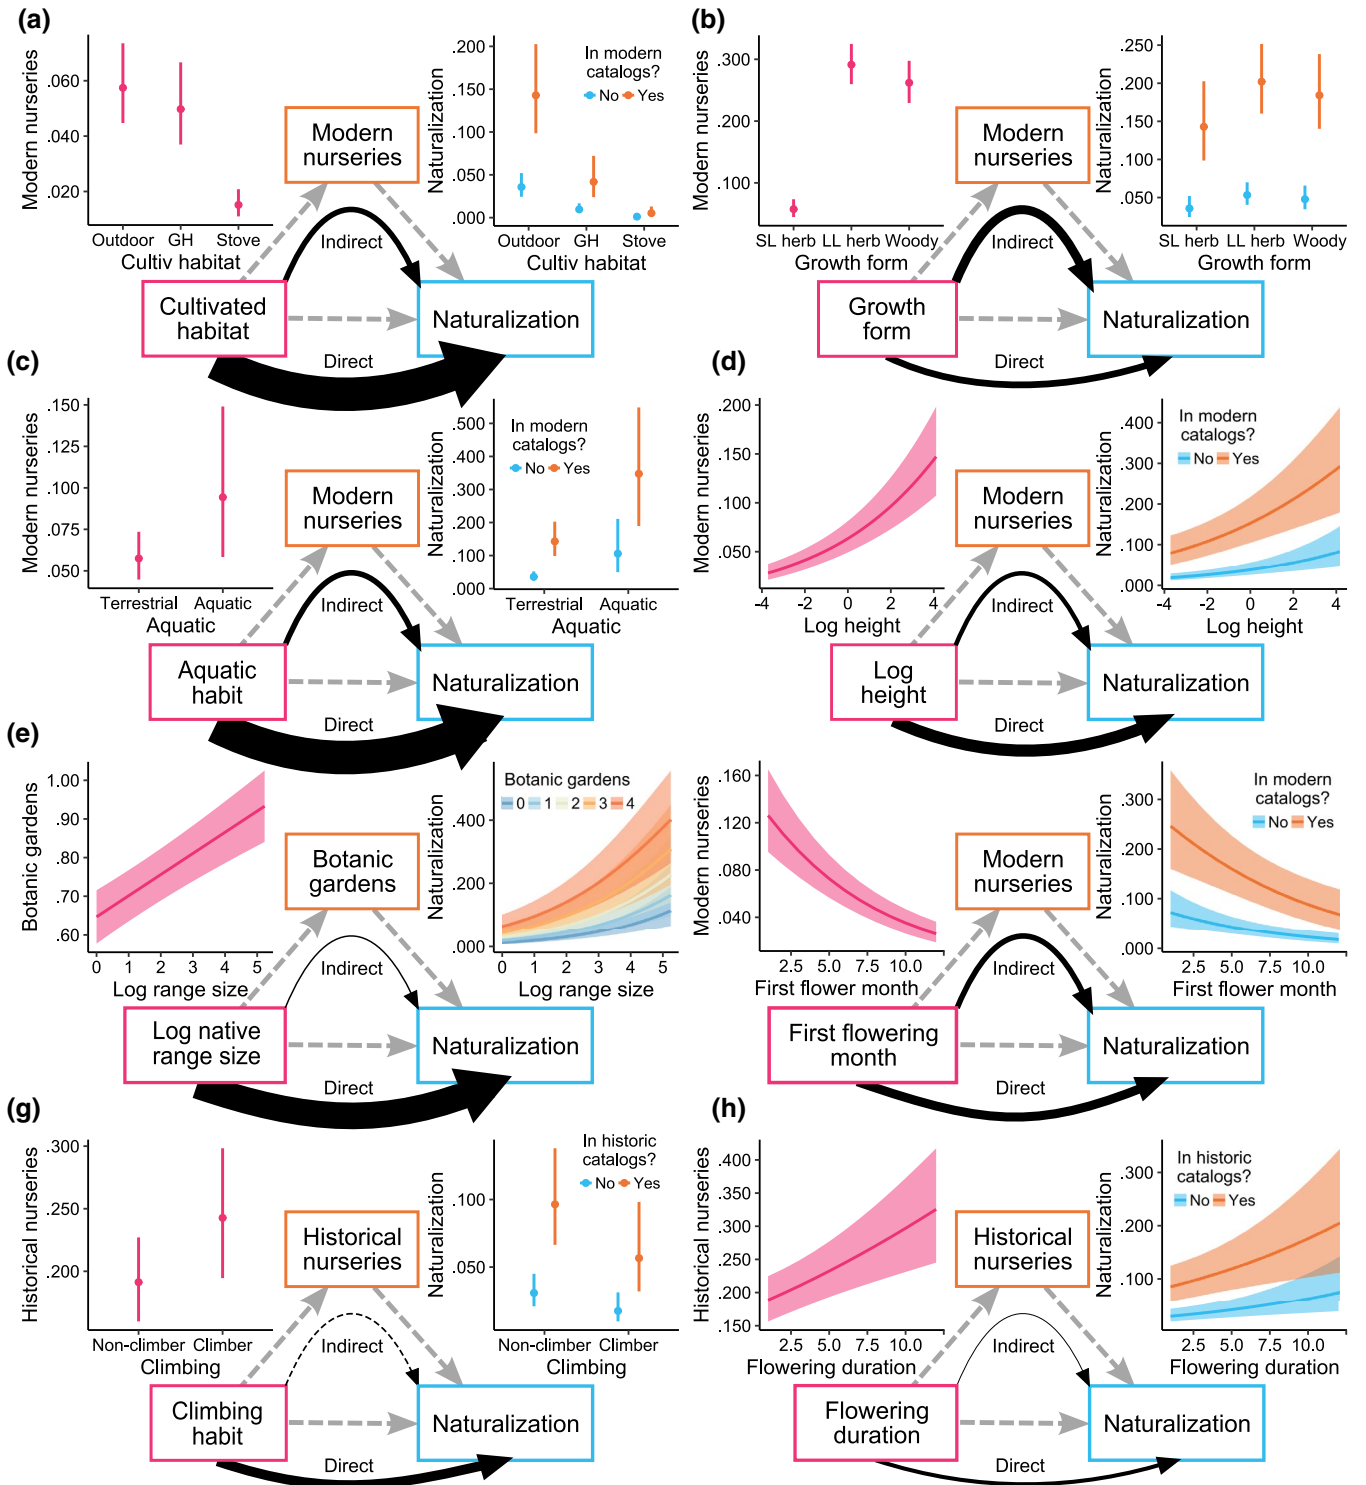 (a)
Modern nurseries
.060
.040
.020
Outdoor GH Stove
Cultiv habitat
Modern
nurseries
Naturalization
.200
.150
.100
.050
.000
In modern
catalogs?
No Yes
Outdoor GH Stove
Cultiv habitat
Indirect
Cultivated
habitat
Naturalization
Direct
(b)
Modern nurseries
.300
.200
.100
SL herb LL herb Woody
Growth form
Modern
nurseries
Naturalization
.250
.200
.150
.100
.050
SL herb LL herb Woody
Growth form
Indirect
Growth
form
Naturalization
Direct
(c)
Modern nurseries
.150
.125
.100
.075
.050
Terrestrial Aquatic
Aquatic
Modern
nurseries
Naturalization
.500
.400
.300
.200
.100
.000
In modern
catalogs?
No Yes
Terrestrial Aquatic
Aquatic
Indirect
Aquatic
habit
Naturalization
Direct
(d)
Modern nurseries
.200
.150
.100
.050
-4 -2 0 2 4
Log height
Modern
nurseries
Naturalization
.400
.300
.200
.100
.000
In modern
catalogs?
No Yes
-4 -2 0 2 4
Log height
Indirect
Log
height
Naturalization
Direct
(e)
Botanic gardens
1.00
.90
.80
.70
.60
0 1 2 3 4 5
Log range size
Botanic
gardens
Naturalization
.400
.200
.000
Botanic gardens
0 1 2 3 4
0 1 2 3 4 5
Log range size
Indirect
Log native
range size
Naturalization
Direct
Modern nurseries
.160
.120
.080
.040
2.5 5.0 7.5 10.0
First flower month
Modern
nurseries
Naturalization
.300
.200
.100
.000
In modern
catalogs?
No Yes
2.5 5.0 7.5 10.0
First flower month
Indirect
First flowering
month
Naturalization
Direct
(g)
Historical nurseries
.300
.250
.200
Non-climber Climber
Climbing
Historical
nurseries
Naturalization
.100
.050
In historic
catalogs?
No Yes
Non-climber Climber
Climbing
Indirect
Climbing
habit
Naturalization
Direct
(h)
Historical nurseries
.400
.350
.300
.250
.200
.150
2.5 5.0 7.5 10.0
Flowering duration
Historical
nurseries
Naturalization
.300
.200
.100
In historic
catalogs?
No Yes
2.5 5.0 7.5 10.0
Flowering duration
Indirect
Flowering
duration
Naturalization
Direct